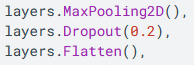 layers.MaxPooling2D(),
layers.Dropout(0.2),
layers.Flatten(),